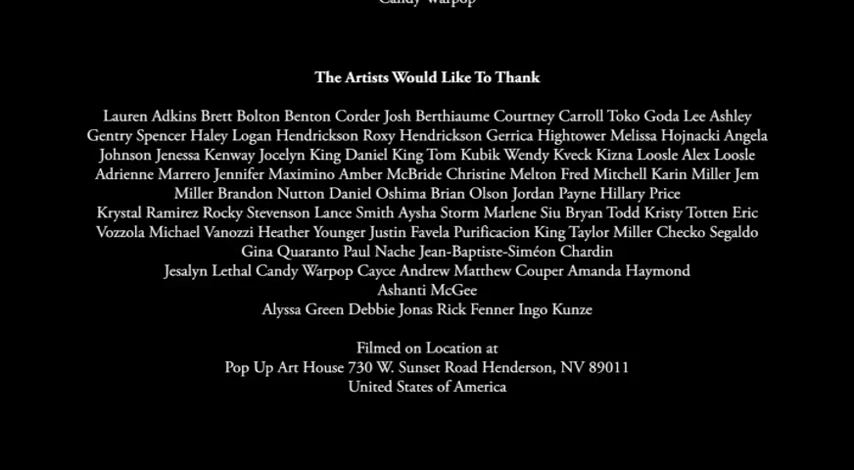 Candy Warpop
The Artists Would Like To Thank
Lauren Adkins Brett Bolton Benton Corder Josh Berthiaume Courtney Carroll Toko Goda Lee Ashley
Gentry Spencer Haley Logan Hendrickson Roxy Hendrickson Gerrica Hightower Melissa Hojnacki Angela
Johnson Jenessa Kenway Jocelyn King Daniel King Tom Kubik Wendy Kveck Kizna Loosle Alex Loosle
Adrienne Marrero Jennifer Maximino Amber McBride Christine Melton Fred Mitchell Karin Miller Jem
Miller Brandon Nutton Daniel Oshima Brian Olson Jordan Payne Hillary Price
Krystal Ramirez Rocky Stevenson Lance Smith Aysha Storm Marlene Siu Bryan Todd Kristy Totten Eric
Vozzola Michael Vanozzi Heather Younger Justin Favela Purificacion King Taylor Miller Checko Segaldo
Gina Quaranto Paul Nache Jean-Baptiste-Siméon Chardin
Jesalyn Lethal Candy Warpop Cayce Andrew Matthew Couper Amanda Haymond
Ashanti McGee
Alyssa Green Debbie Jonas Rick Fenner Ingo Kunze
Filmed on Location at
Pop Up Art House 730 W. Sunset Road Henderson, NV 89011
United States of America